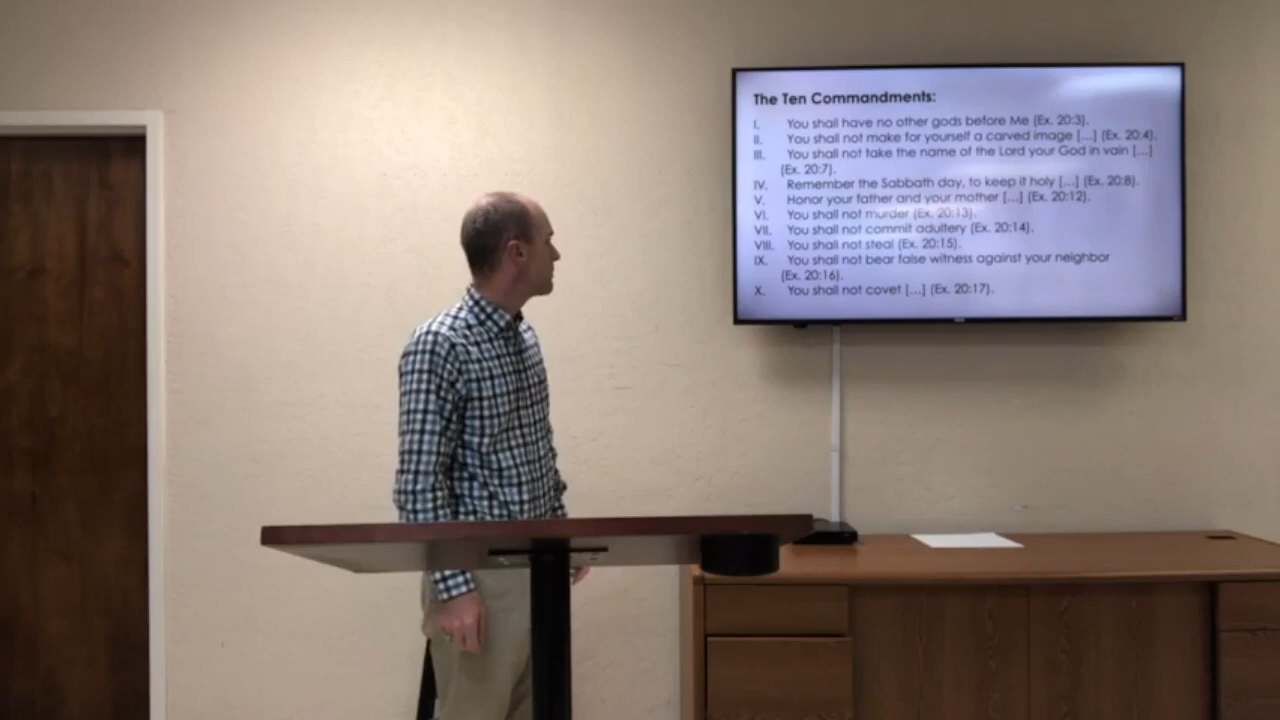 The Ten Commandments:
I. You shall have no other gods before Me (Ex. 20:3).
II. You shall not make for yourself a carved image [...] (Ex. 20:4).
III. You shall not take the name of the Lord your God in vain [...]
(Ex. 20:7).
IV. Remember the Sabbath day, to keep it holy [...] (Ex. 20:8).
V. Honor your father and your mother [...] (Ex. 20:12).
VI. You shall not murder (Ex. 20:13).
VII. You shall not commit adultery (Ex. 20:14).
VIII. You shall not steal (Ex. 20:15).
IX. You shall not bear false witness against your neighbor
(Ex. 20:16).
X. You shall not covet [...] (Ex. 20:17).